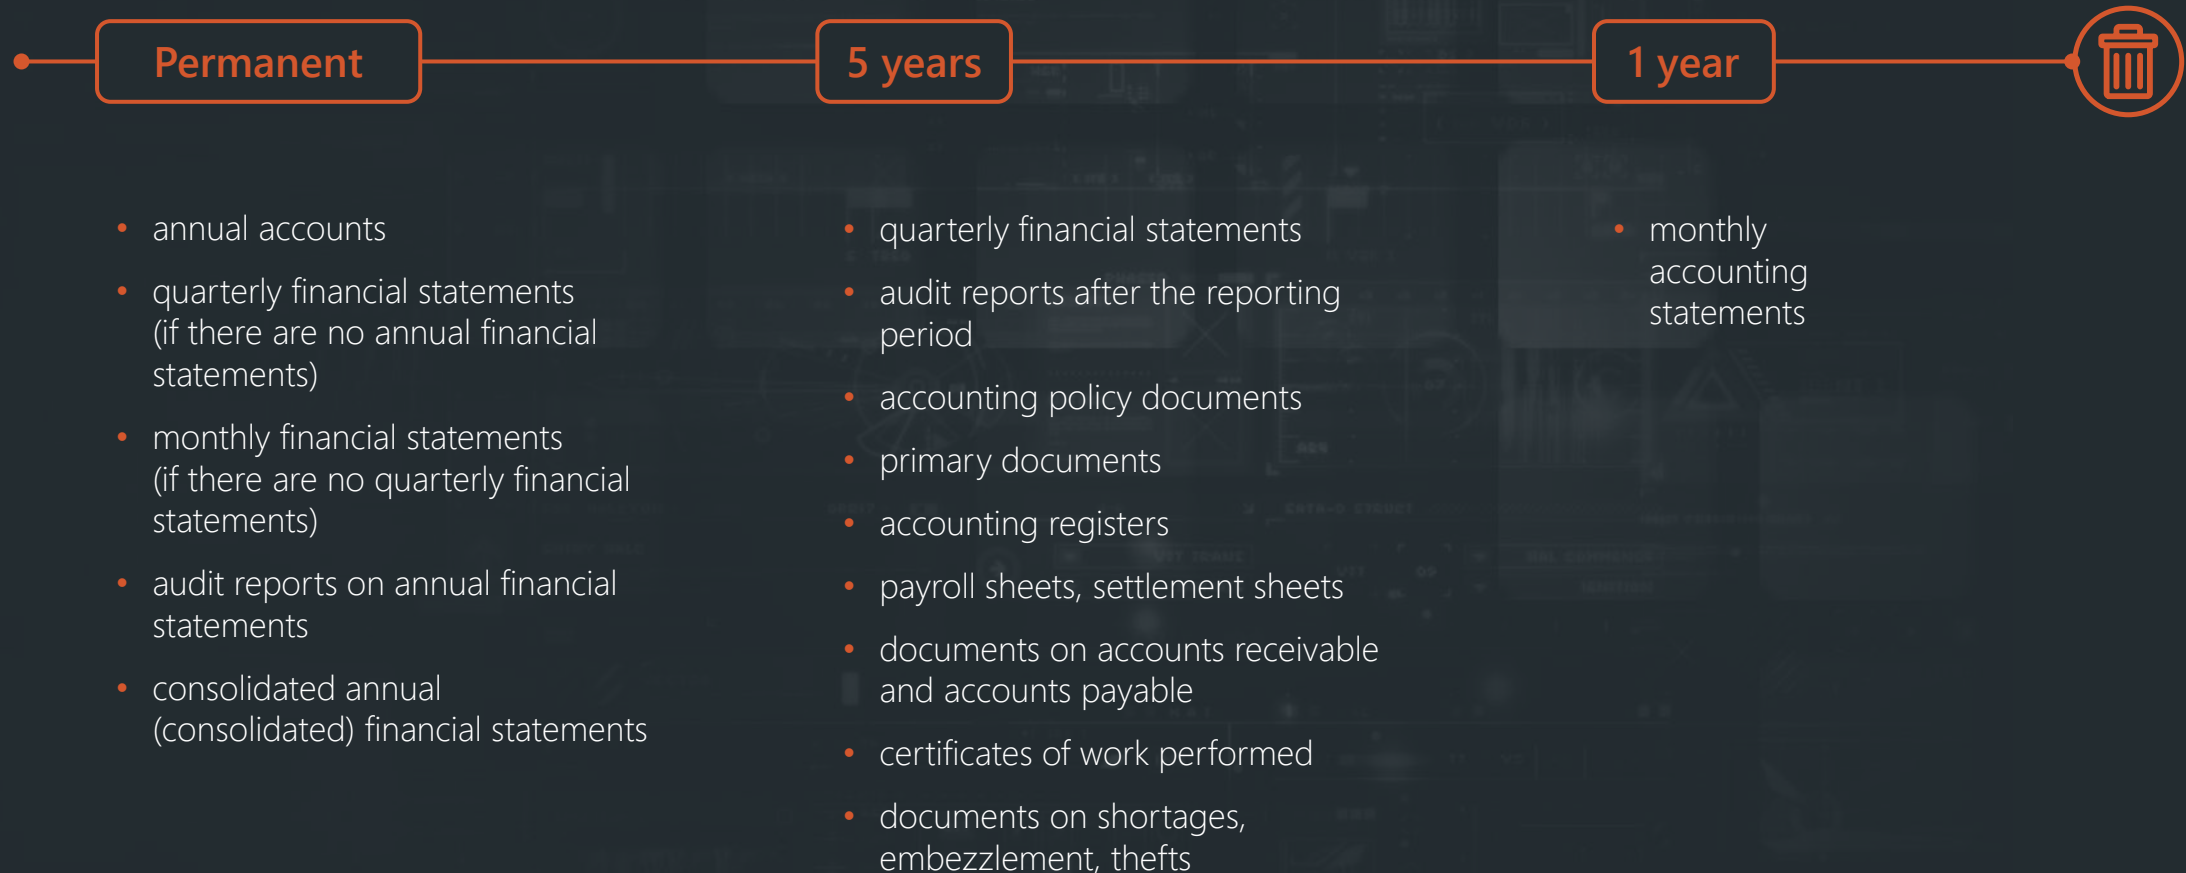 Permanent
5 years
1 year
• annual accounts
• quarterly financial statements
(if there are no annual financial
statements)
• monthly financial statements
(if there are no quarterly financial
statements)
• audit reports on annual financial
statements
• consolidated annual
(consolidated) financial statements
• quarterly financial statements
• audit reports after the reporting
period
• accounting policy documents
• primary documents
• accounting registers
• payroll sheets, settlement sheets
• documents on accounts receivable
and accounts payable
• certificates of work performed
• documents on shortages,
embezzlement, thefts
• monthly
accounting
statements